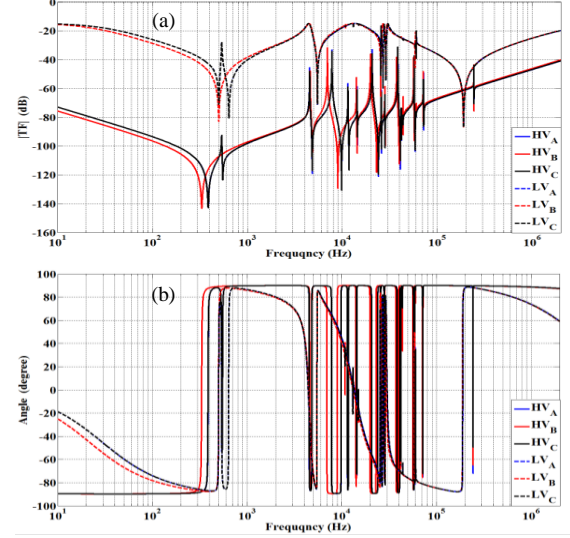 (a)
0
-20
-40
-60
-80
-100
-120
-140
-160
|TF| (dB)
HV_A
HV_B
HV_C
LV_A
LV_B
LV_C
10^1 10^2 10^3 10^4 10^5 10^6
Frequqncy (Hz)
(b)
100
80
60
40
20
0
-20
-40
-60
-80
-100
Angle (degree)
HV_A
HV_B
HV_C
LV_A
LV_B
LV_C
10^1 10^2 10^3 10^4 10^5 10^6
Frequqncy (Hz)